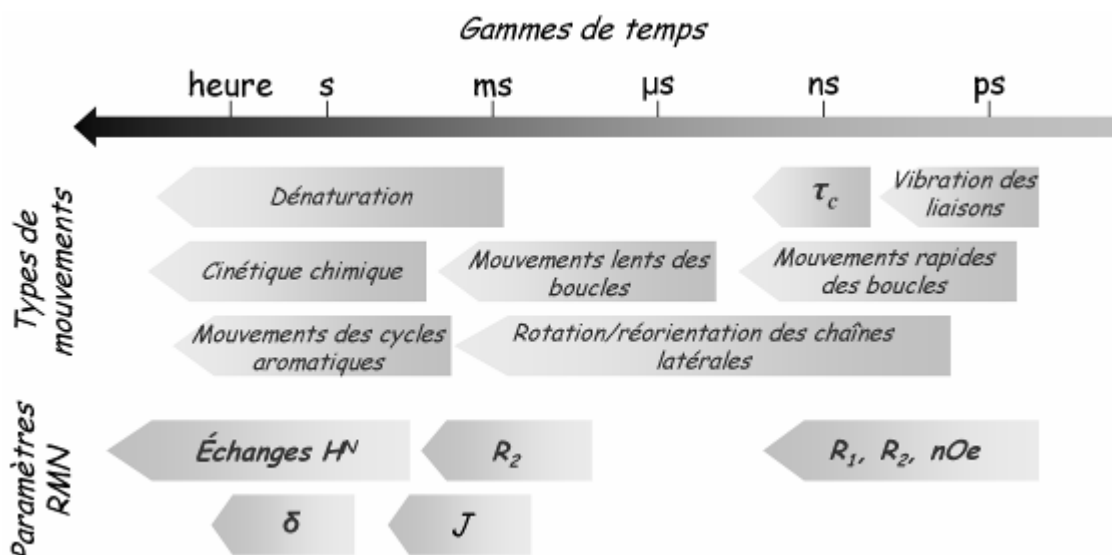 Gammes de temps
heure s ms µs ns ps
Types de
mouvements
Dénaturation
τc
Vibration des
liaisons
Cinétique chimique
Mouvements lents des
boucles
Mouvements rapides
des boucles
Mouvements des cycles
aromatiques
Rotation/réorientation des chaînes
latérales
Paramètres
RMN
Échanges Hᴺ
R₂
R₁, R₂, nOe
δ
J